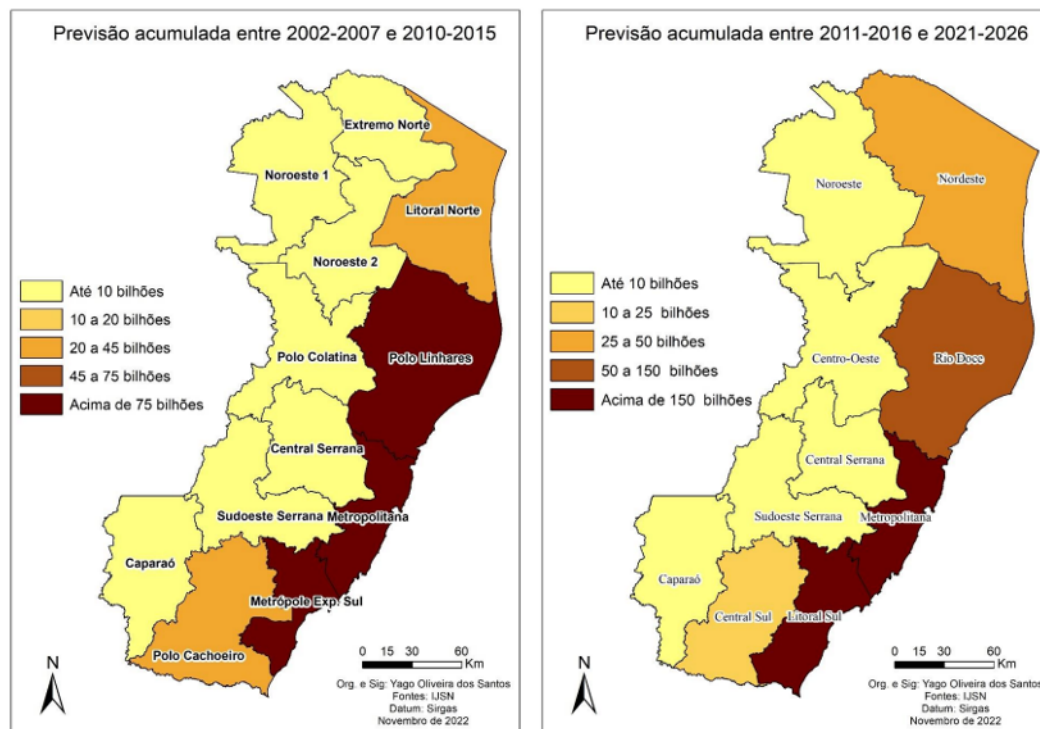 Previsão acumulada entre 2002-2007 e 2010-2015
Extremo Norte
Noroeste 1
Litoral Norte
Noroeste 2
Até 10 bilhões
10 a 20 bilhões
20 a 45 bilhões
45 a 75 bilhões
Acima de 75 bilhões
Polo Colatina
Polo Linhares
Central Serrana
Sudoeste Serrana
Metropolitana
Caparaó
Metrópole Exp. Sul
Polo Cachoeiro
N
0 15 30 60
Km
Org. e Sig: Yago Oliveira dos Santos
Fontes: IJSN
Datum: Sirgas
Novembro de 2022
Previsão acumulada entre 2011-2016 e 2021-2026
Noroeste
Nordeste
Até 10 bilhões
10 a 25 bilhões
25 a 50 bilhões
50 a 150 bilhões
Acima de 150 bilhões
Centro-Oeste
Rio Doce
Central Serrana
Sudoeste Serrana
Metropolitana
Caparaó
Central Sul
Litoral Sul
N
0 15 30 60
Km
Org. e Sig: Yago Oliveira dos Santos
Fontes: IJSN
Datum: Sirgas
Novembro de 2022